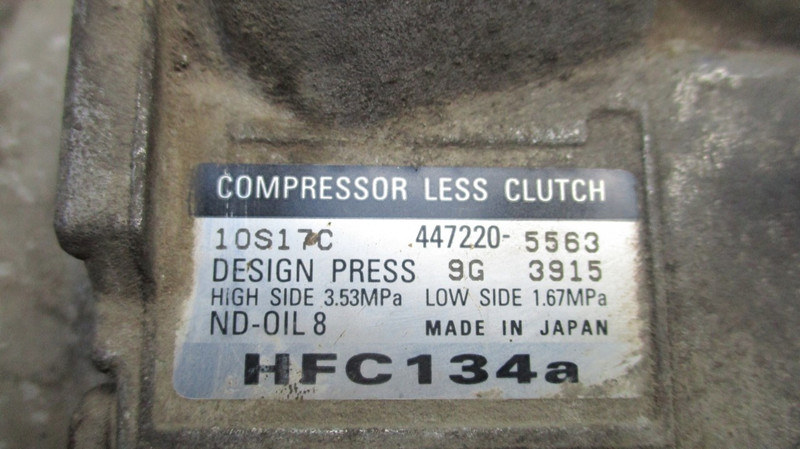 COMPRESSOR LESS CLUTCH
10S17C 447220- 5563
DESIGN PRESS 9G 3915
HIGH SIDE 3.53MPa LOW SIDE 1.67MPa
ND-OIL 8 MADE IN JAPAN
HFC134a